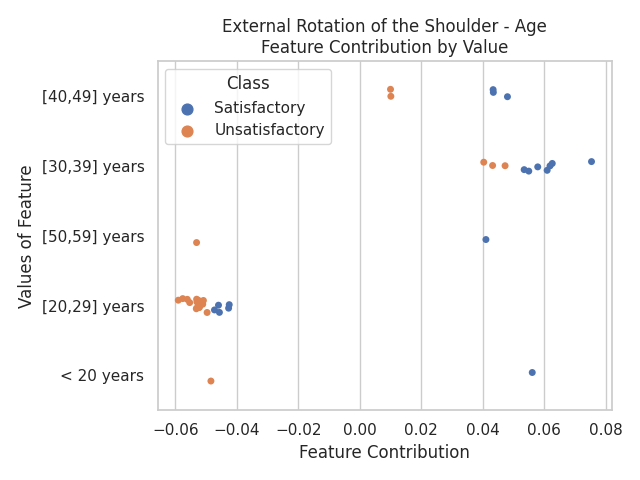 External Rotation of the Shoulder - Age
Feature Contribution by Value
Class
Satisfactory
Unsatisfactory
Values of Feature
[40,49] years
[30,39] years
[50,59] years
[20,29] years
< 20 years
−0.06 −0.04 −0.02 0.00 0.02 0.04 0.06 0.08
Feature Contribution